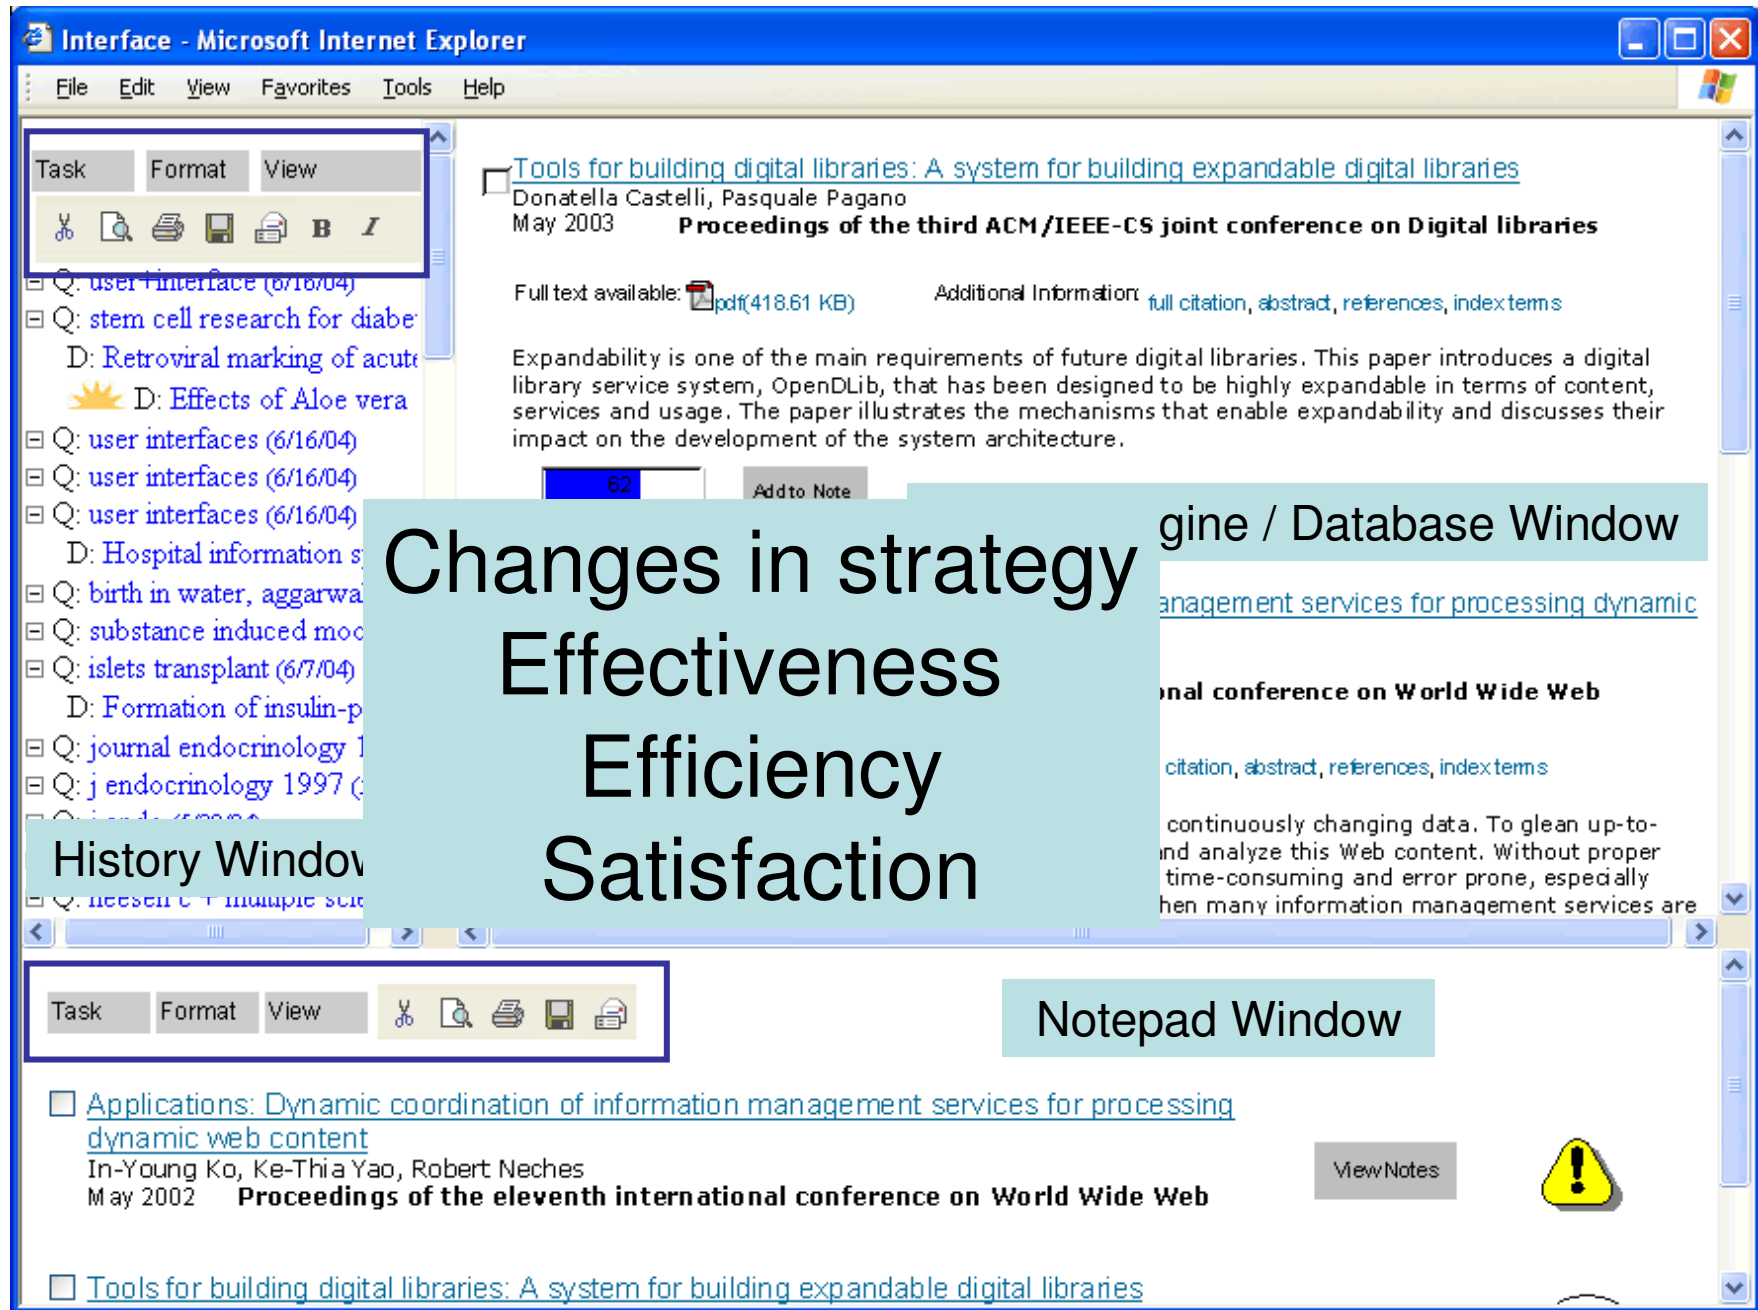 Interface - Microsoft Internet Explorer
File Edit View Favorites Tools Help
Task Format View
B I
Q: user+interface (6/16/04)
Q: stem cell research for
D: Retroviral marking of
D: Effects of Aloe vera
Q: user interfaces (6/16/04)
Q: user interfaces (6/16/04)
Q: user interfaces (6/16/04)
D: Hospital
Q: birth in water,
Q: substance induced
Q: islets transplant (6/7/04)
D: Formation of
Q: journal endocrinology
Q: j endocrinology 1997
History
Tools for building digital libraries: A system for building expandable digital libraries
Donatella Castelli, Pasquale Pagano
May 2003 Proceedings of the third ACM/IEEE-CS joint conference on Digital libraries
Full text available: pdf(418.61 KB) Additional Information: full citation, abstract, references, index terms
Expandability is one of the main requirements of future digital libraries. This paper introduces a digital
library service system, OpenDLib, that has been designed to be highly expandable in terms of content,
services and usage. The paper illustrates the mechanisms that enable expandability and discusses their
impact on the development of the system architecture.
62 Add to Note
/ Database Window
Changes in strategy
Effectiveness
Efficiency
Satisfaction
services for processing dynamic
conference on World Wide Web
citation, abstract, references, index terms
continuously changing data. To glean up-to-
analyze this Web content. Without proper
time-consuming and error prone, especially
many information management services are
Task Format View
Notepad Window
Applications: Dynamic coordination of information management services for processing
dynamic web content
In-Young Ko, Ke-Thia Yao, Robert Neches
May 2002 Proceedings of the eleventh international conference on World Wide Web
View Notes
Tools for building digital libraries: A system for building expandable digital libraries